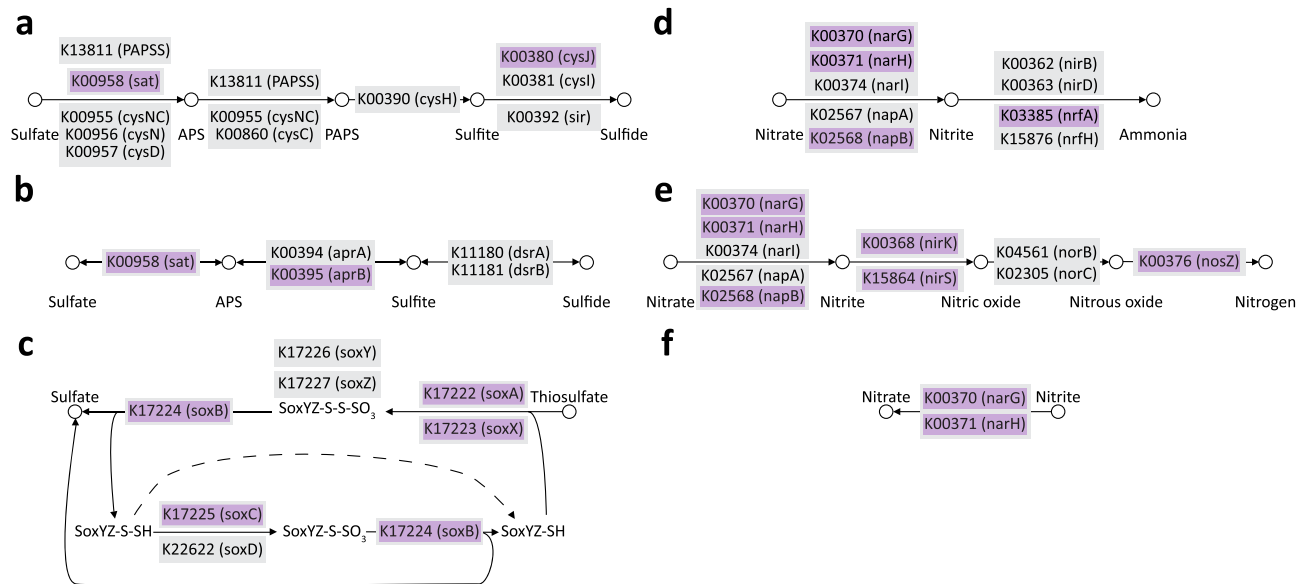 a
K13811 (PAPSS)
K00958 (sat)
K00955 (cysNC)
K00956 (cysN)
K00957 (cysD)
K13811 (PAPSS)
K00955 (cysNC)
K00860 (cysC)
K00390 (cysH)
K00380 (cysJ)
K00381 (cysI)
K00392 (sir)
Sulfate
APS
PAPS
Sulfite
Sulfide
b
K00958 (sat)
K00394 (aprA)
K00395 (aprB)
K11180 (dsrA)
K11181 (dsrB)
Sulfate
APS
Sulfite
Sulfide
c
K17226 (soxY)
K17227 (soxZ)
Sulfate
K17224 (soxB)
SoxYZ-S-S-SO3
K17222 (soxA)
K17223 (soxX)
Thiosulfate
SoxYZ-S-SH
K17225 (soxC)
K22622 (soxD)
SoxYZ-S-SO3
K17224 (soxB)
SoxYZ-SH
d
K00370 (narG)
K00371 (narH)
K00374 (narI)
K02567 (napA)
K02568 (napB)
K00362 (nirB)
K00363 (nirD)
K03385 (nrfA)
K15876 (nrfH)
Nitrate
Nitrite
Ammonia
e
K00370 (narG)
K00371 (narH)
K00374 (narI)
K02567 (napA)
K02568 (napB)
K00368 (nirK)
K15864 (nirS)
K04561 (norB)
K02305 (norC)
K00376 (nosZ)
Nitrate
Nitrite
Nitric oxide
Nitrous oxide
Nitrogen
f
Nitrate
K00370 (narG)
K00371 (narH)
Nitrite